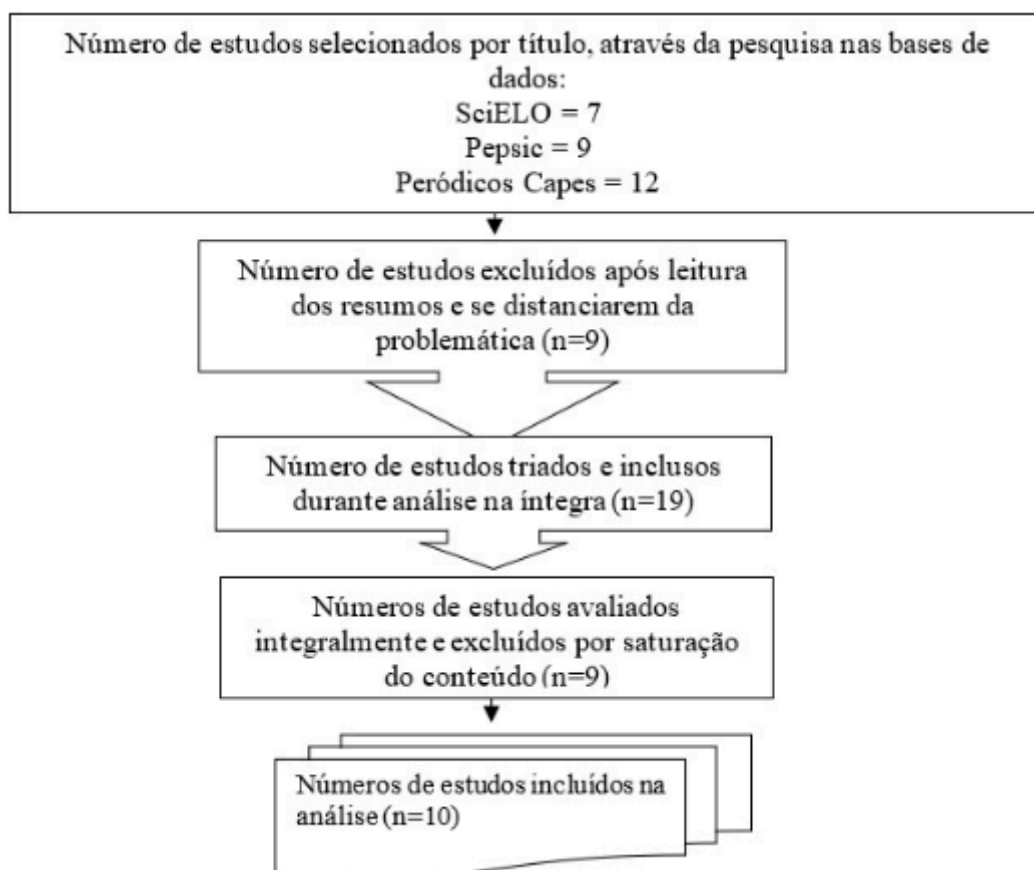 Número de estudos selecionados por título, através da pesquisa nas bases de
dados:
SciELO = 7
Pepsic = 9
Peródicos Capes = 12
Número de estudos excluídos após leitura
dos resumos e se distanciarem da
problemática (n=9)
Número de estudos triados e inclusos
durante análise na íntegra (n=19)
Números de estudos avaliados
integralmente e excluídos por saturação
do conteúdo (n=9)
Números de estudos incluídos na
análise (n=10)